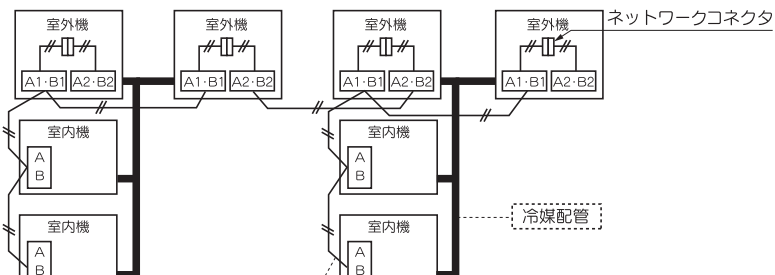 室外機 室外機 室外機 室外機 ネットワークコネクタ
A1·B1 A2·B2 A1·B1 A2·B2 A1·B1 A2·B2 A1·B1 A2·B2
室内機 室内機
A A
B B
冷媒配管
室内機 室内機
A A
B B